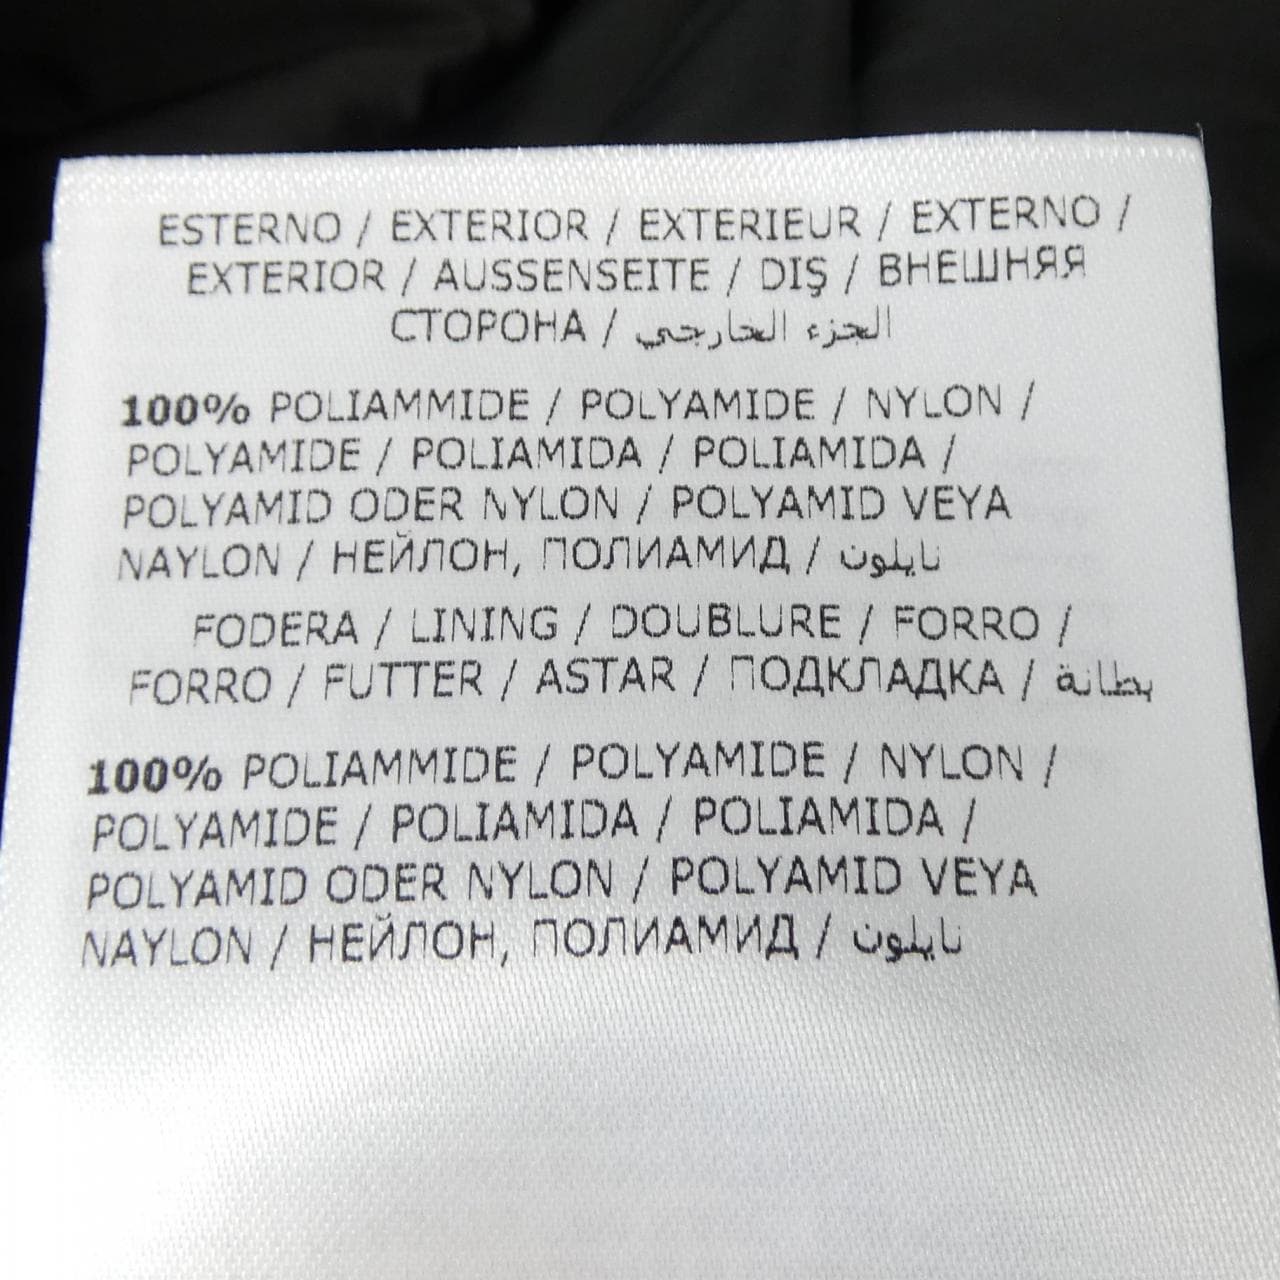 ESTERNO / EXTERIOR / EXTERIEUR / EXTERNO /
EXTERIOR / AUSSENSEITE / DIŞ / ВНЕШНЯЯ
СТОРОНА / الجزء الخارجي
100% POLIAMMIDE / POLYAMIDE / NYLON /
POLYAMIDE / POLIAMIDA / POLIAMIDA /
POLYAMID ODER NYLON / POLYAMID VEYA
NAYLON / НЕЙЛОН, ПОЛИАМИД / نايلون
FODERA / LINING / DOUBLURE / FORRO /
FORRO / FUTTER / ASTAR / ПОДКЛАДКА / بطانة
100% POLIAMMIDE / POLYAMIDE / NYLON /
POLYAMIDE / POLIAMIDA / POLIAMIDA /
POLYAMID ODER NYLON / POLYAMID VEYA
NAYLON / НЕЙЛОН, ПОЛИАМИД / نايلون